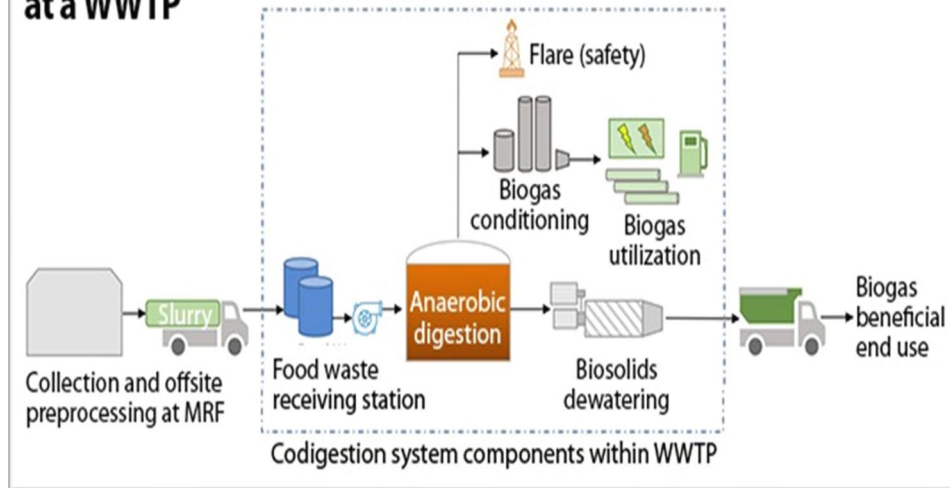 at a WWTP
Flare (safety)
Biogas
conditioning
Biogas
utilization
Slurry
Anaerobic
digestion
Biogas
beneficial
end use
Collection and offsite
preprocessing at MRF
Food waste
receiving station
Biosolids
dewatering
Codigestion system components within WWTP